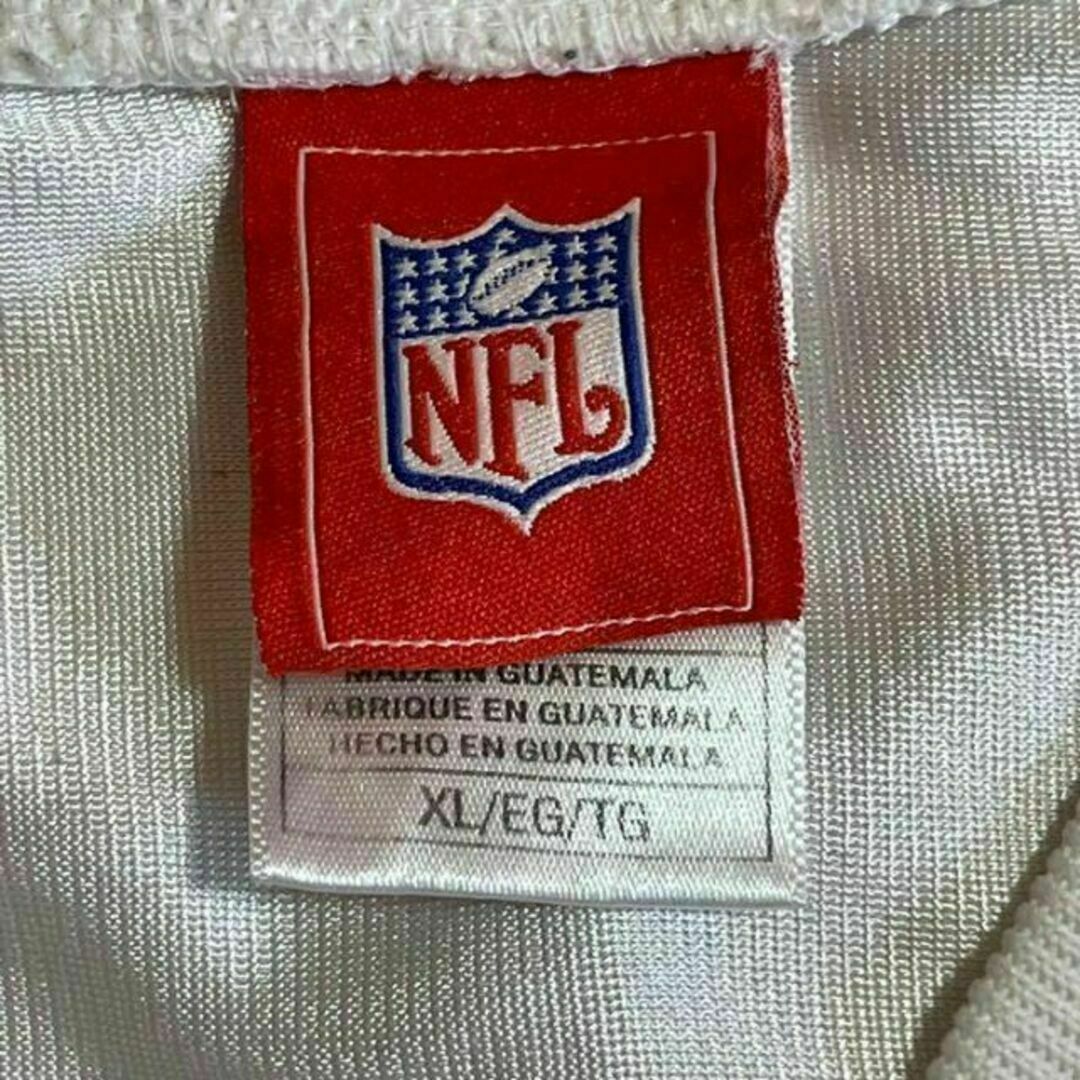 NFL
MADE IN GUATEMALA
FABRIQUE EN GUATEMALA
HECHO EN GUATEMALA
XL/EG/TG